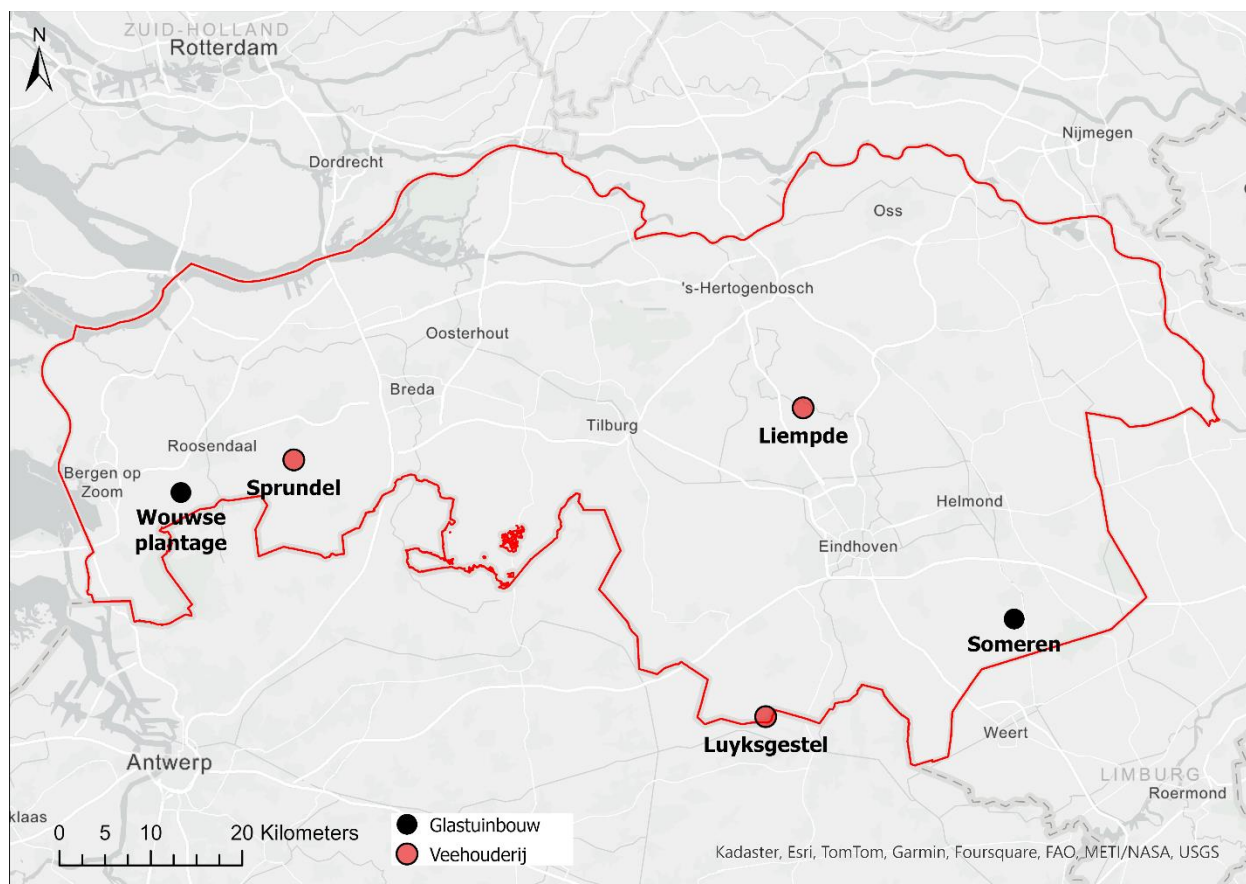 N
ZUID-HOLLAND
Rotterdam
Nijmegen
Dordrecht
Oss
's-Hertogenbosch
Oosterhout
Breda
Liempde
Tilburg
Roosendaal
Bergen op
Zoom
Sprundel
Wouwse
plantage
Helmond
Eindhoven
Someren
Weert
Luyksgestel
Antwerp
LIMBURG
Roermond
klaas
0 5 10 20 Kilometers
Glastuinbouw
Veehouderij
Kadaster, Esri, TomTom, Garmin, Foursquare, FAO, METI/NASA, USGS